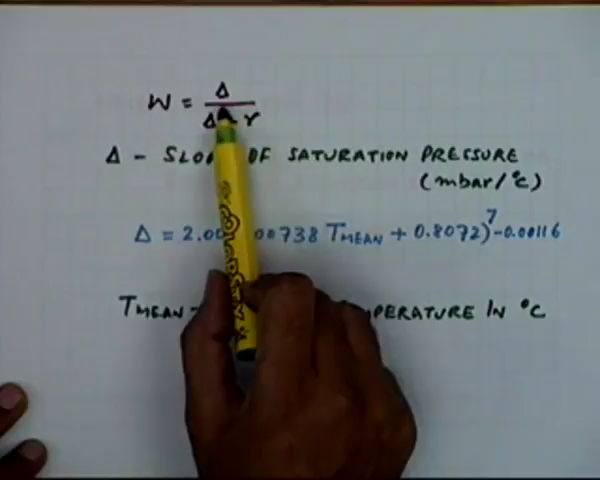 W = Δ
Δ r
Δ - SLO OF SATURATION PRESSURE
(mbar/°C)
Δ = 2.00 00738 TMEAN + 0.8072)^7 - 0.00116
TMEAN - PERATURE IN °C